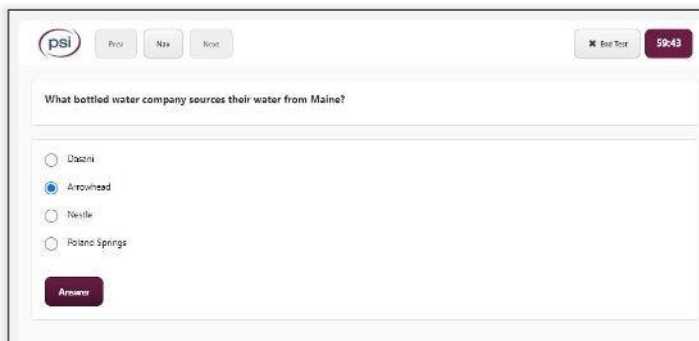 psi
Prev
Nav
Next
✖ End Test
59:43
What bottled water company sources their water from Maine?
Dasani
Arrowhead
Nestle
Poland Springs
Answer